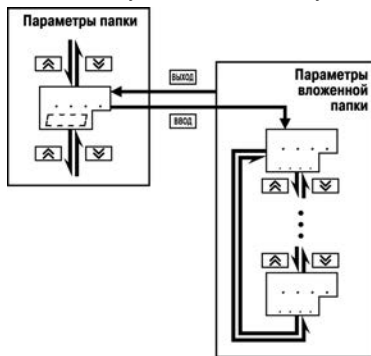 Параметры папки
ВЫХОД
ВВОД
Параметры
вложенной
папки